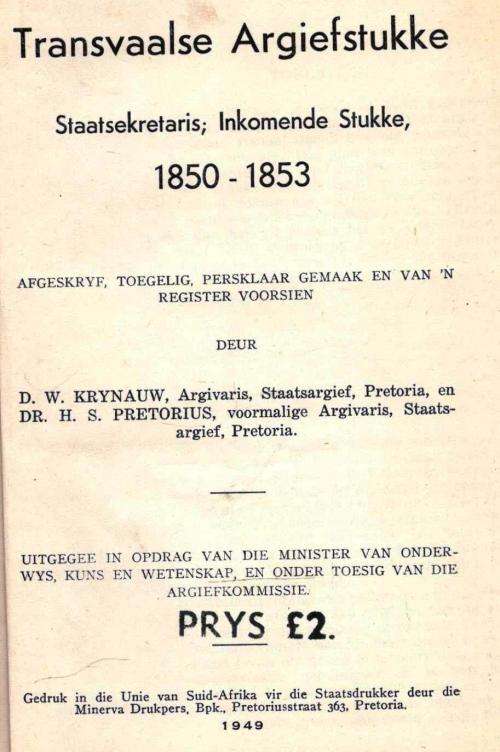 Transvaalse Argiefstukke
Staatsekretaris; Inkomende Stukke,
1850 - 1853
AFGESKRYF, TOEGELIG, PERSKLAAR GEMAAK EN VAN 'N
REGISTER VOORSIEN
DEUR
D. W. KRYNAUW, Argivaris, Staatsargief, Pretoria, en
DR. H. S. PRETORIUS, voormalige Argivaris, Staats-
argief, Pretoria.
UITGEGEE IN OPDRAG VAN DIE MINISTER VAN ONDER-
WYS, KUNS EN WETENSKAP, EN ONDER TOESIG VAN DIE
ARGIEFKOMMISSIE.
PRYS £2.
Gedruk in die Unie van Suid-Afrika vir die Staatsdrukker deur die
Minerva Drukpers, Bpk., Pretoriusstraat 363, Pretoria.
1949